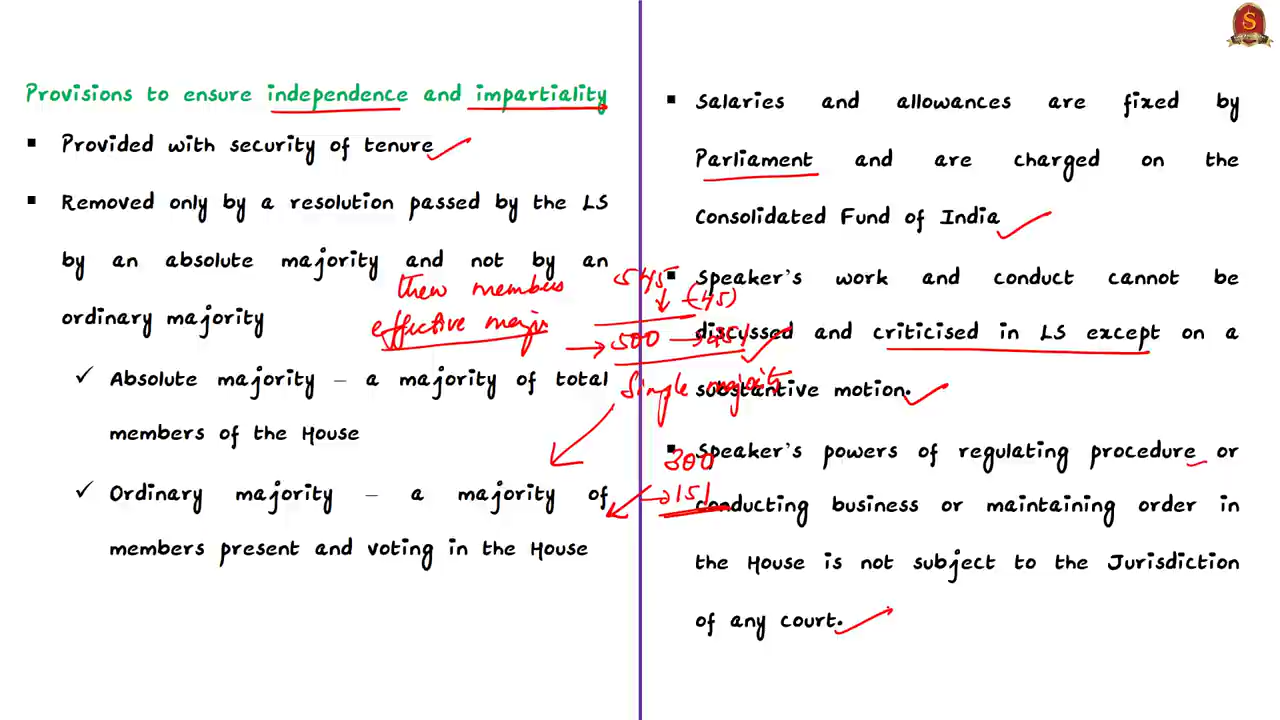 Provisions to ensure independence and impartiality
▪ Provided with security of tenure
▪ Removed only by a resolution passed by the LS
by an absolute majority and not by an
ordinary majority
then members
effective majr
✓ Absolute majority – a majority of total
members of the House
✓ Ordinary majority – a majority of
members present and voting in the House
545
(-45)
500
Simple majority
300
151
▪ Salaries and allowances are fixed by
Parliament and are charged on the
Consolidated Fund of India
▪ Speaker's work and conduct cannot be
discussed and criticised in LS except on a
substantive motion.
▪ Speaker's powers of regulating procedure or
conducting business or maintaining order in
the House is not subject to the Jurisdiction
of any court.